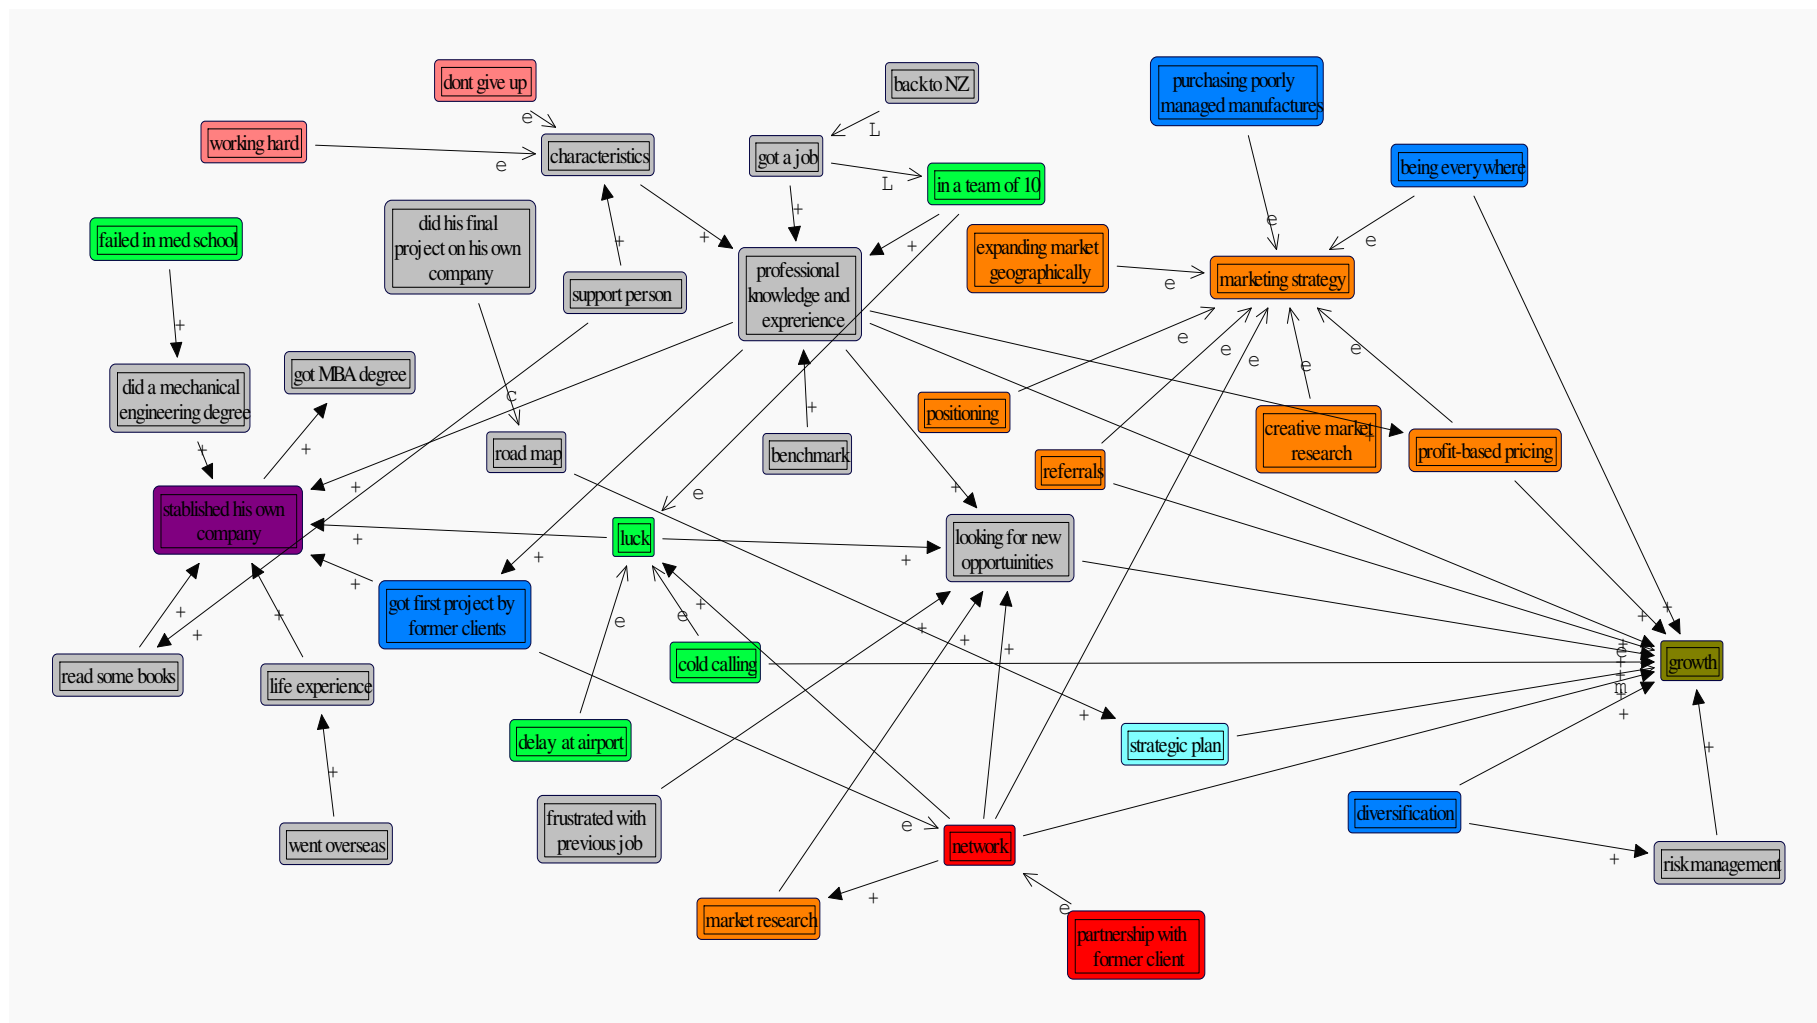 dont give up
backto NZ
purchasing poorly
managed manufactures
e
L
working hard
characteristics
got a job
being everywhere
e
L
in a team of 10
did his final
project on his own
company
+
e
failed in med school
+
+
+
e
expanding market
geographically
professional
knowledge and
exprerience
support person
marketing strategy
e
+
e
e
e
e
e
did a mechanical
engineering degree
got MBA degree
c
+
positioning
creative market
research
+
+
+
road map
benchmark
referrals
profit-based pricing
+
e
+
stablished his own
company
luck
looking for new
opportuinities
+
+
+
got first project by
former clients
+
+
+
+
+
e
e
+
+
+
+
+
read some books
life experience
cold calling
growth
+
e
+
+
m
+
+
delay at airport
+
strategic plan
+
+
frustrated with
previous job
e
diversification
went overseas
network
+
riskmanagement
+
market research
e
partnership with
former client